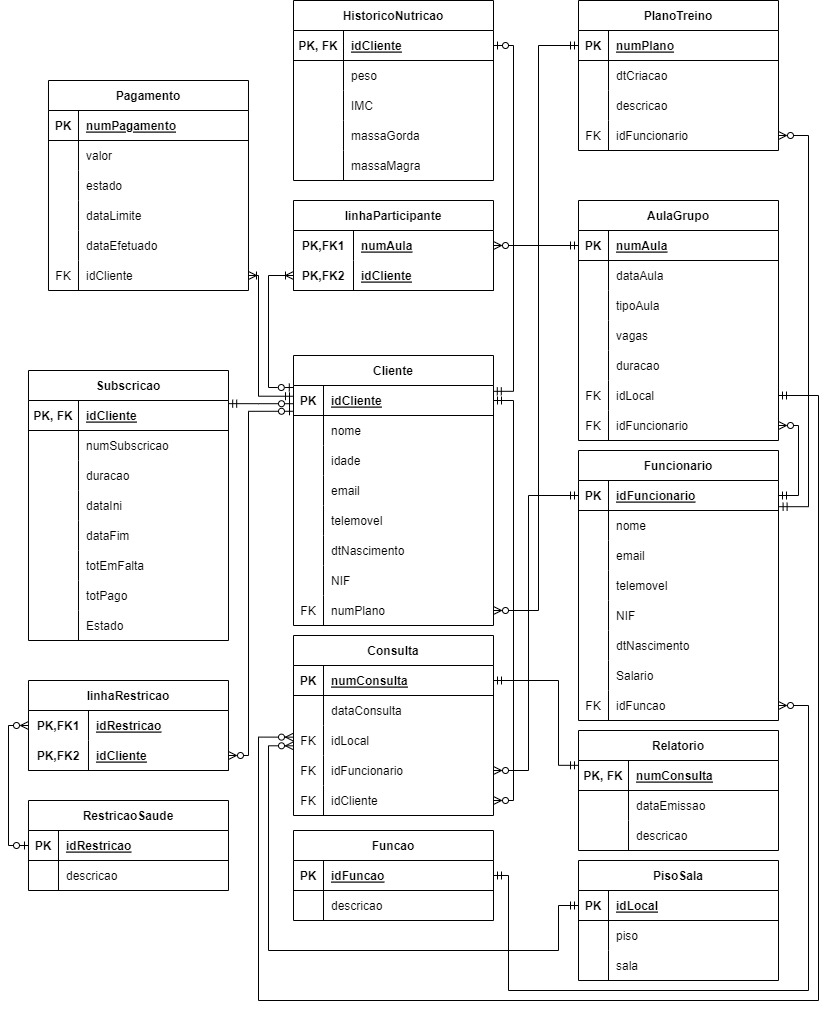 HistoricoNutricao
PK, FK idCliente
peso
IMC
massaGorda
massaMagra
PlanoTreino
PK numPlano
dtCriacao
descricao
FK idFuncionario
Pagamento
PK numPagamento
valor
estado
dataLimite
dataEfetuado
FK idCliente
linhaParticipante
PK,FK1 numAula
PK,FK2 idCliente
AulaGrupo
PK numAula
dataAula
tipoAula
vagas
duracao
FK idLocal
FK idFuncionario
Subscricao
PK, FK idCliente
numSubscricao
duracao
dataIni
dataFim
totEmFalta
totPago
Estado
Cliente
PK idCliente
nome
idade
email
telemovel
dtNascimento
NIF
FK numPlano
Funcionario
PK idFuncionario
nome
email
telemovel
NIF
dtNascimento
Salario
FK idFuncao
linhaRestricao
PK,FK1 idRestricao
PK,FK2 idCliente
Consulta
PK numConsulta
dataConsulta
FK idLocal
FK idFuncionario
FK idCliente
Relatorio
PK, FK numConsulta
dataEmissao
descricao
RestricaoSaude
PK idRestricao
descricao
Funcao
PK idFuncao
descricao
PisoSala
PK idLocal
piso
sala